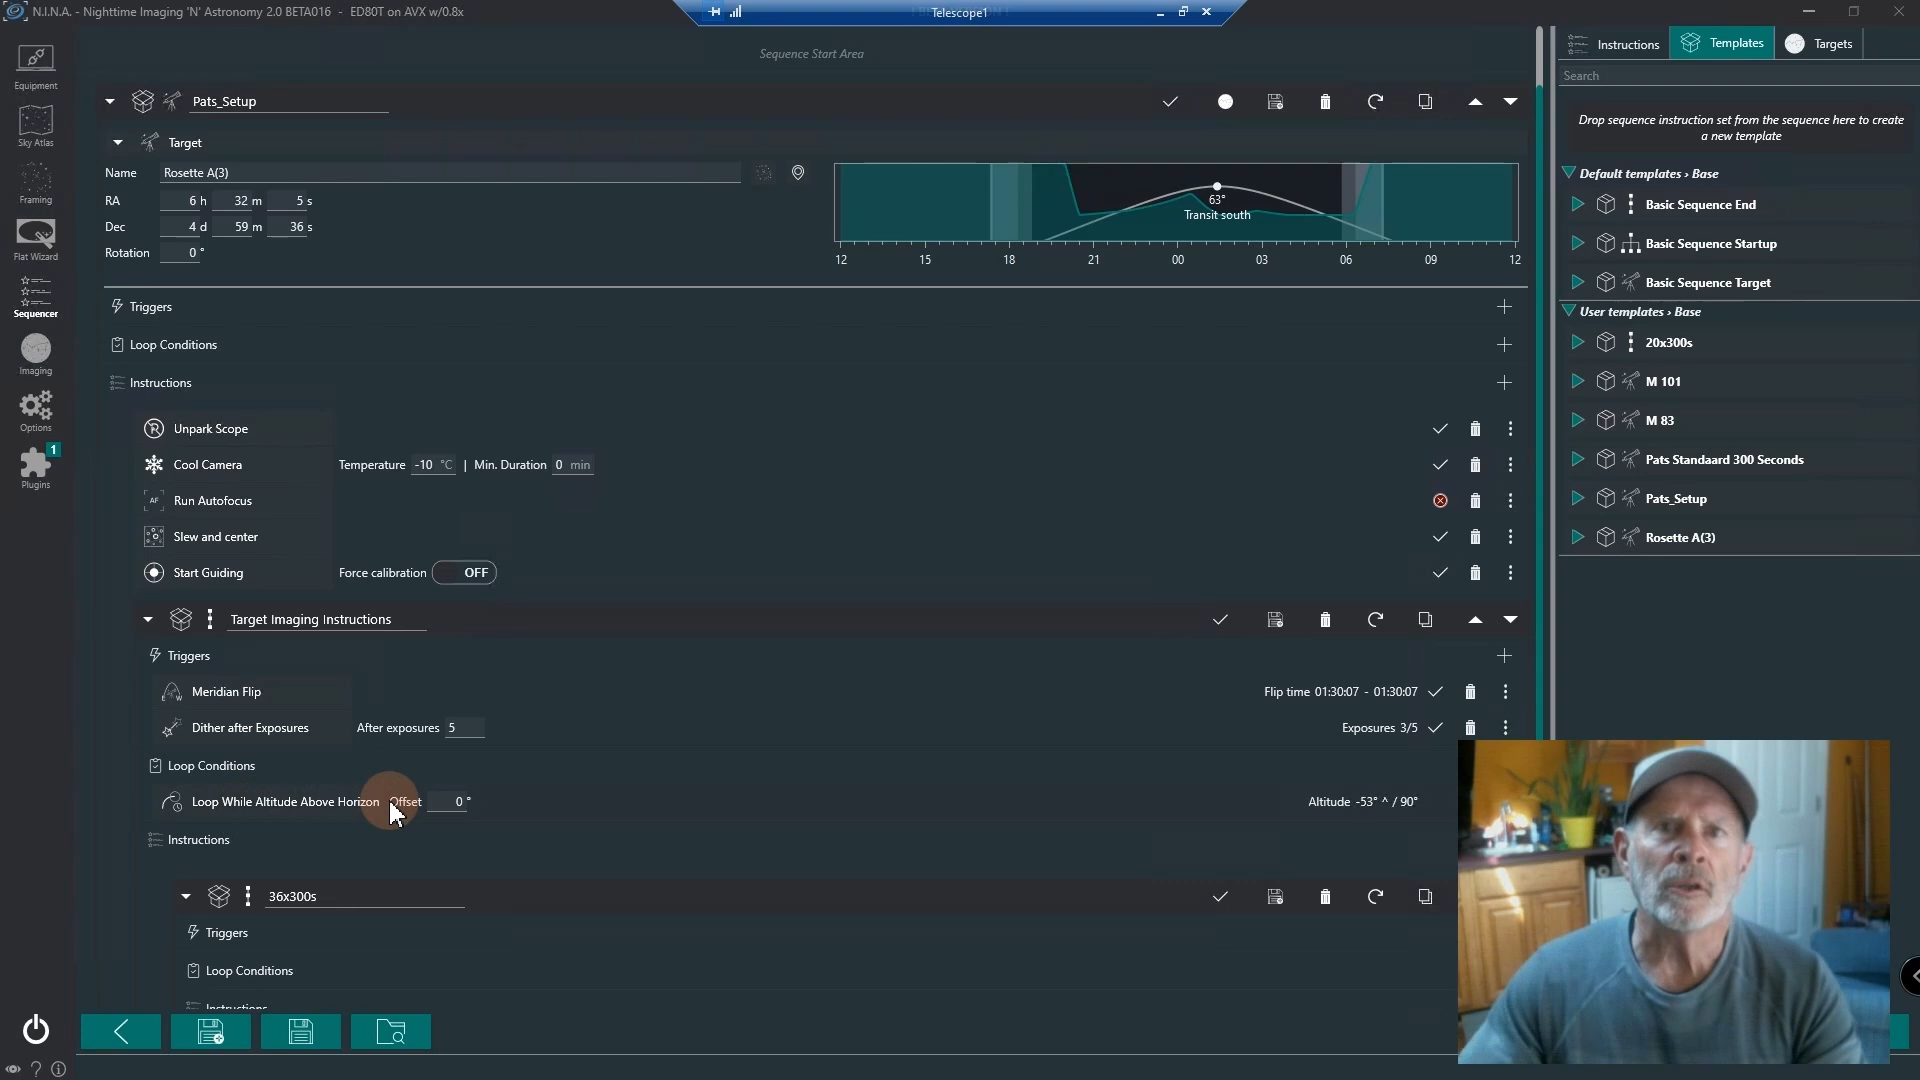 N.I.N.A. - Nighttime Imaging 'N' Astronomy 2.0 BETA016 - ED80T on AVX w/0.8x
Telescope1
Equipment
Sky Atlas
Framing
Flat Wizard
Sequencer
Imaging
Options
1
Plugins
Sequence Start Area
Pats_Setup
Target
Name Rosette A(3)
RA 6 h 32 m 5 s
Dec 4 d 59 m 36 s
Rotation 0 °
63°
Transit south
12 15 18 21 00 03 06 09 12
Triggers
Loop Conditions
Instructions
Unpark Scope
Cool Camera Temperature -10 °C | Min. Duration 0 min
AF Run Autofocus
Slew and center
Start Guiding Force calibration OFF
Target Imaging Instructions
Triggers
Meridian Flip Flip time 01:30:07 - 01:30:07
Dither after Exposures After exposures 5 Exposures 3/5
Loop Conditions
Loop While Altitude Above Horizon Offset 0 ° Altitude -53° ^ / 90°
Instructions
36x300s
Triggers
Loop Conditions
Instructions
Instructions Templates Targets
Search
Drop sequence instruction set from the sequence here to create
a new template
Default templates › Base
Basic Sequence End
Basic Sequence Startup
Basic Sequence Target
User templates › Base
20x300s
M 101
M 83
Pats Standaard 300 Seconds
Pats_Setup
Rosette A(3)